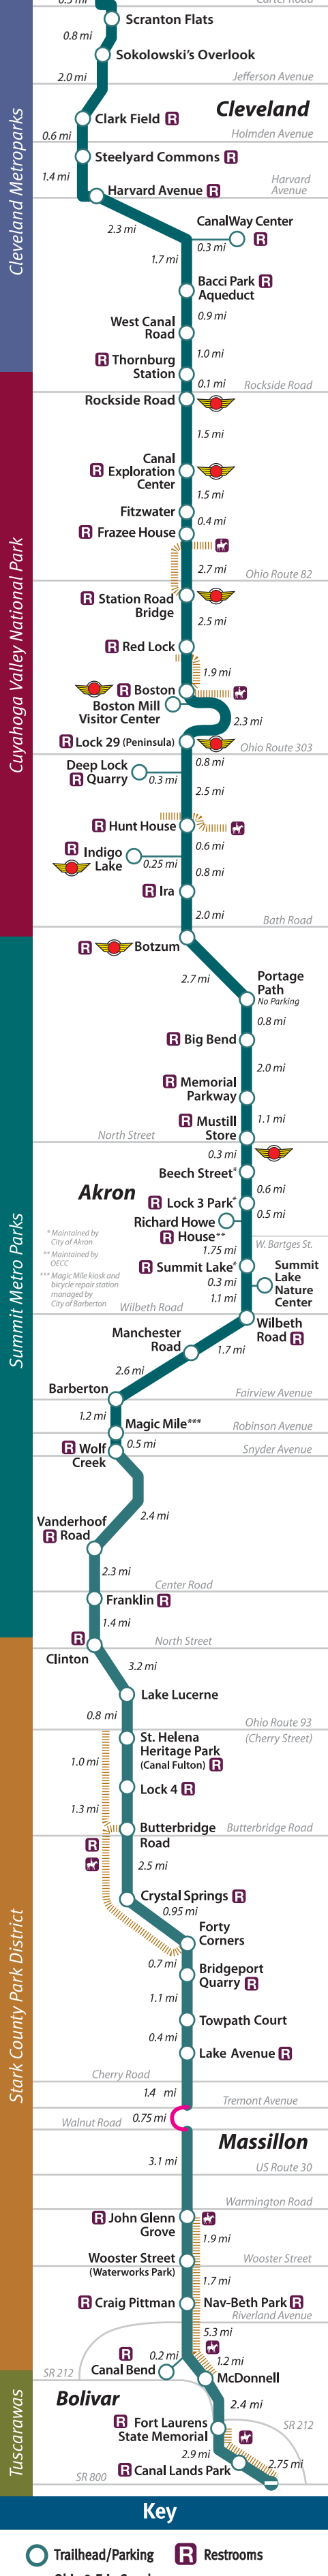 Scranton Flats
0.8 mi
Sokolowski's Overlook
2.0 mi
Jefferson Avenue
Cleveland
Clark Field R
Holmden Avenue
0.6 mi
Steelyard Commons R
1.4 mi
Harvard
Avenue
Harvard Avenue R
2.3 mi
CanalWay Center
R
0.3 mi
1.7 mi
Bacci Park R
Aqueduct
0.9 mi
West Canal
Road
1.0 mi
R Thornburg
Station
0.1 mi
Rockside Road
Rockside Road
1.5 mi
Canal
R Exploration
Center
1.5 mi
Fitzwater
0.4 mi
R Frazee House
2.7 mi
Ohio Route 82
R Station Road
Bridge
2.5 mi
R Red Lock
1.9 mi
R Boston
Boston Mill
Visitor Center
2.3 mi
R Lock 29 (Peninsula)
Ohio Route 303
0.8 mi
Deep Lock
R Quarry
0.3 mi
2.5 mi
R Hunt House
0.6 mi
R Indigo
Lake
0.25 mi
0.8 mi
R Ira
2.0 mi
Bath Road
R Botzum
2.7 mi
Portage
Path
No Parking
0.8 mi
R Big Bend
2.0 mi
R Memorial
Parkway
1.1 mi
R Mustill
Store
North Street
0.3 mi
Beech Street*
0.6 mi
Akron
R Lock 3 Park*
0.5 mi
Richard Howe
R House**
W. Bartges St.
1.75 mi
* Maintained by
City of Akron
** Maintained by
OECC
*** Magic Mile kiosk and
bicycle repair station
managed by
City of Barberton
R Summit Lake*
0.3 mi
Summit
Lake
Nature
Center
1.1 mi
Wilbeth Road
Wilbeth
Road R
Manchester
Road
1.7 mi
2.6 mi
Barberton
Fairview Avenue
1.2 mi
Magic Mile***
Robinson Avenue
R Wolf
Creek
0.5 mi
Snyder Avenue
2.4 mi
Vanderhoof
R Road
2.3 mi
Center Road
Franklin R
1.4 mi
R
North Street
Clinton
3.2 mi
Lake Lucerne
0.8 mi
Ohio Route 93
(Cherry Street)
St. Helena
Heritage Park
(Canal Fulton) R
1.0 mi
Lock 4 R
1.3 mi
Butterbridge
Road
Butterbridge Road
R
2.5 mi
Crystal Springs R
0.95 mi
Forty
Corners
0.7 mi
Bridgeport
Quarry R
1.1 mi
Towpath Court
0.4 mi
Lake Avenue R
Cherry Road
1.4 mi
Tremont Avenue
Walnut Road
0.75 mi
Massillon
3.1 mi
US Route 30
Warmington Road
R John Glenn
Grove
1.9 mi
Wooster Street
(Waterworks Park)
Wooster Street
1.7 mi
R Craig Pittman
Nav-Beth Park R
Riverland Avenue
5.3 mi
R
Canal Bend
0.2 mi
1.2 mi
SR 212
McDonnell
Bolivar
2.4 mi
R Fort Laurens
State Memorial
SR 212
2.9 mi
R Canal Lands Park
2.75 mi
SR 800
Cleveland Metroparks
Cuyahoga Valley National Park
Summit Metro Parks
Stark County Park District
Tuscarawas
Key
Trailhead/Parking
R Restrooms